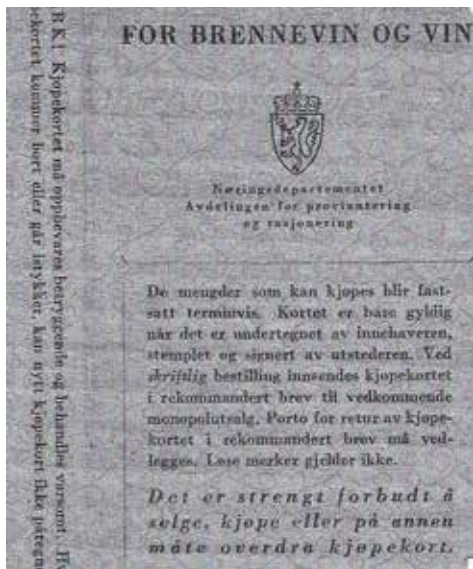 FOR BRENNEVIN OG VIN
Næringsdepartementet
Avdelingen for proviantering
og rasjonering
De mengder som kan kjøpes blir fast-
satt terminvis. Kortet er bare gyldig
når det er undertegnet av innehaveren,
stemplet og signert av utstederen. Ved
skriftlig bestilling innsendes kjøpekortet
i rekommandert brev til vedkommende
monopolutsalg. Porto for retur av kjøpe-
kortet i rekommandert brev må ved-
legges. Løse merker gjelder ikke.
Det er strengt forbudt å
selge, kjøpe eller på annen
måte overdra kjøpekort.
RK! Kjøpekortet må oppbevares betryggende og behandles varsomt. Hv
ekortet kommer bort eller går istykker, kan nytt kjøpekort ikke påregn